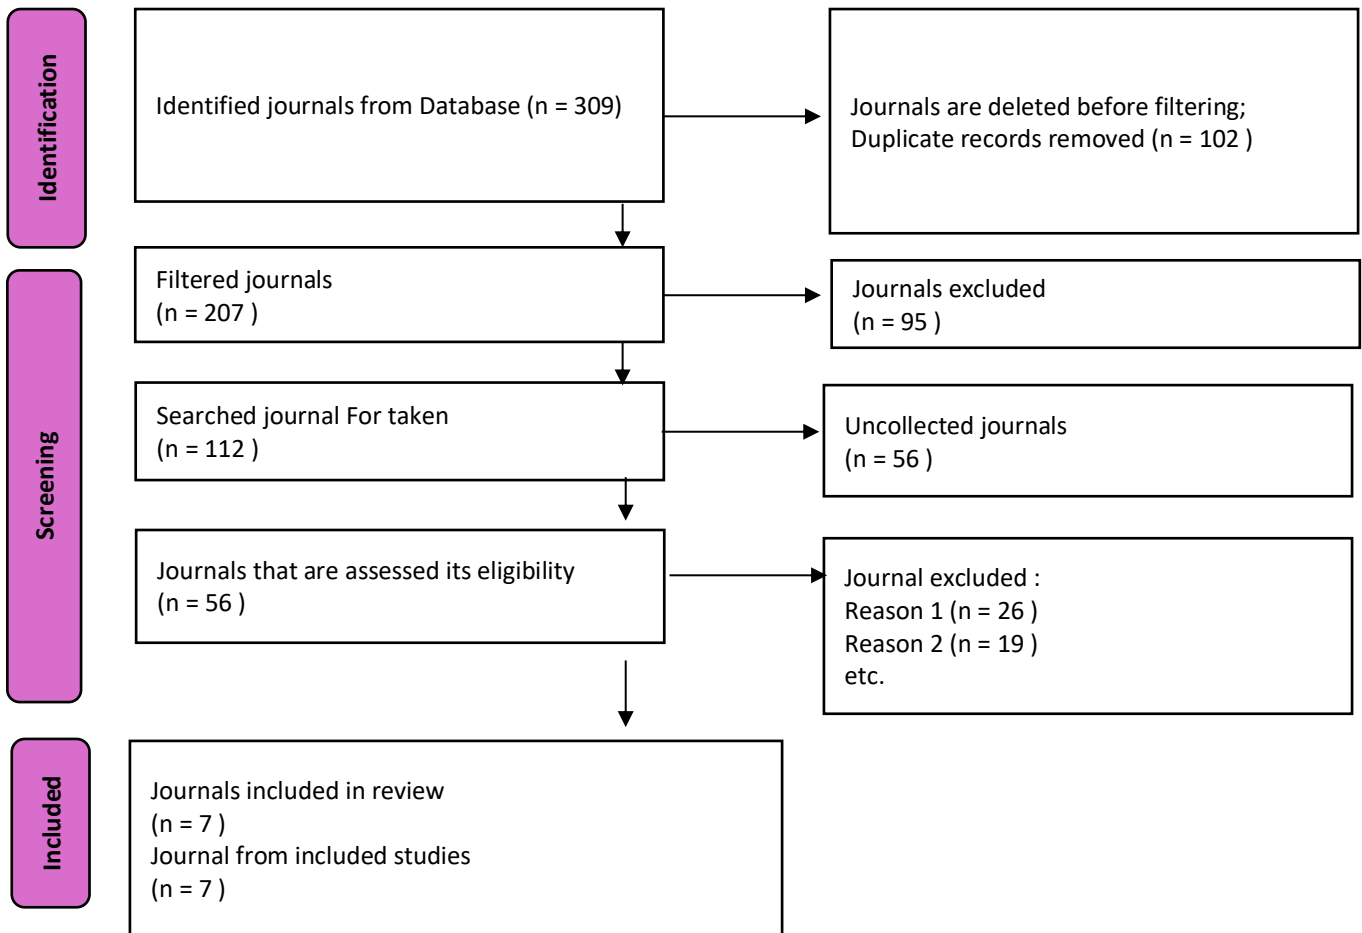 Identification
Identified journals from Database (n = 309)
Journals are deleted before filtering;
Duplicate records removed (n = 102 )
Screening
Filtered journals
(n = 207 )
Journals excluded
(n = 95 )
Searched journal For taken
(n = 112 )
Uncollected journals
(n = 56 )
Journals that are assessed its eligibility
(n = 56 )
Journal excluded :
Reason 1 (n = 26 )
Reason 2 (n = 19 )
etc.
Included
Journals included in review
(n = 7 )
Journal from included studies
(n = 7 )